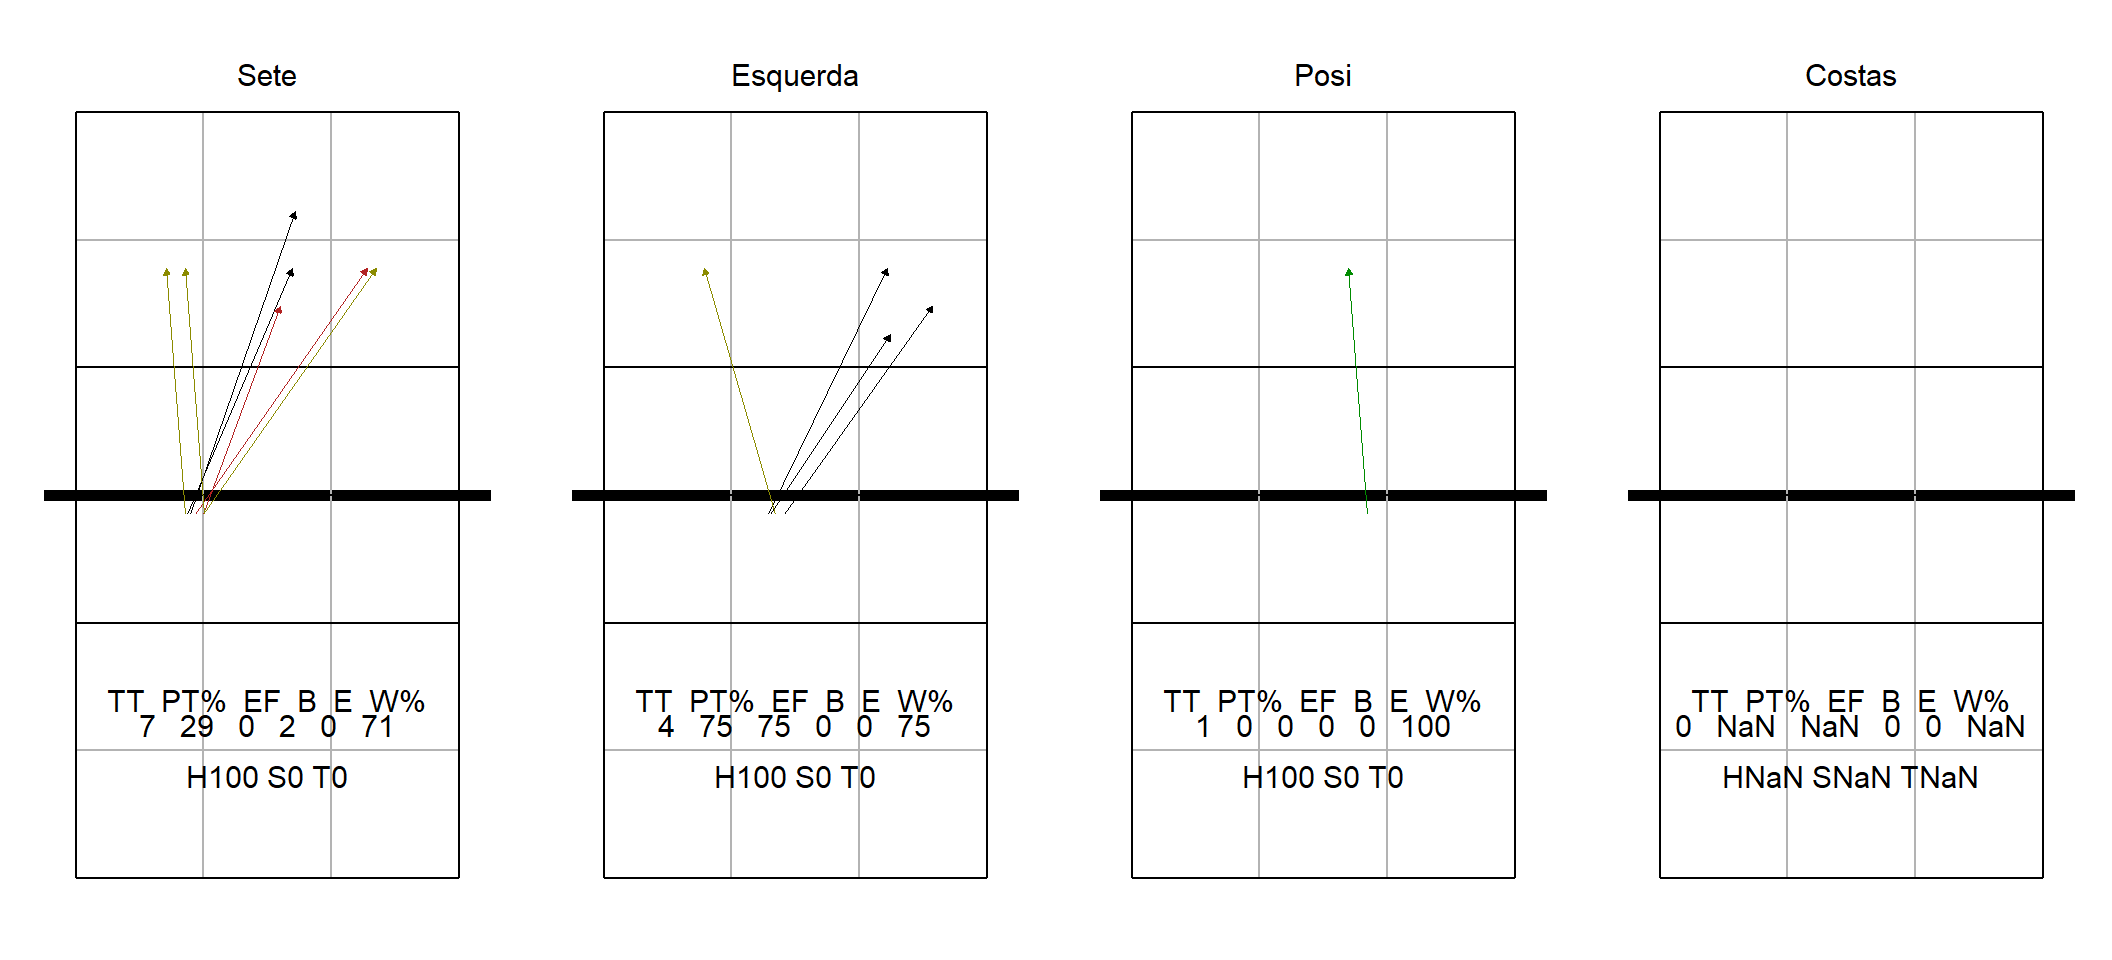 Sete
TT PT% EF B E W%
7 29 0 2 0 71
H100 S0 T0
Esquerda
TT PT% EF B E W%
4 75 75 0 0 75
H100 S0 T0
Posi
TT PT% EF B E W%
1 0 0 0 0 100
H100 S0 T0
Costas
TT PT% EF B E W%
0 NaN NaN 0 0 NaN
HNaN SNaN TNaN